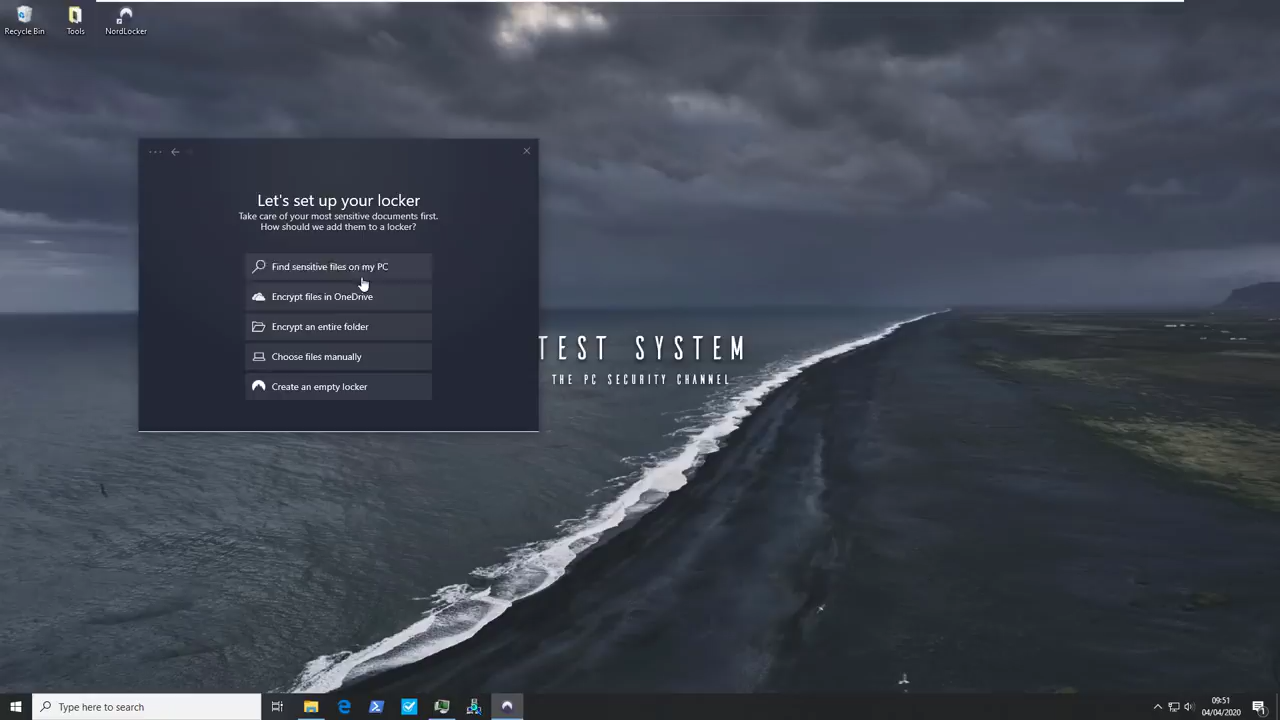 Recycle Bin
Tools
NordLocker
Let's set up your locker
Take care of your most sensitive documents first.
How should we add them to a locker?
Find sensitive files on my PC
Encrypt files in OneDrive
Encrypt an entire folder
Choose files manually
Create an empty locker
TEST SYSTEM
THE PC SECURITY CHANNEL
Type here to search
09:51
04/04/2020
1